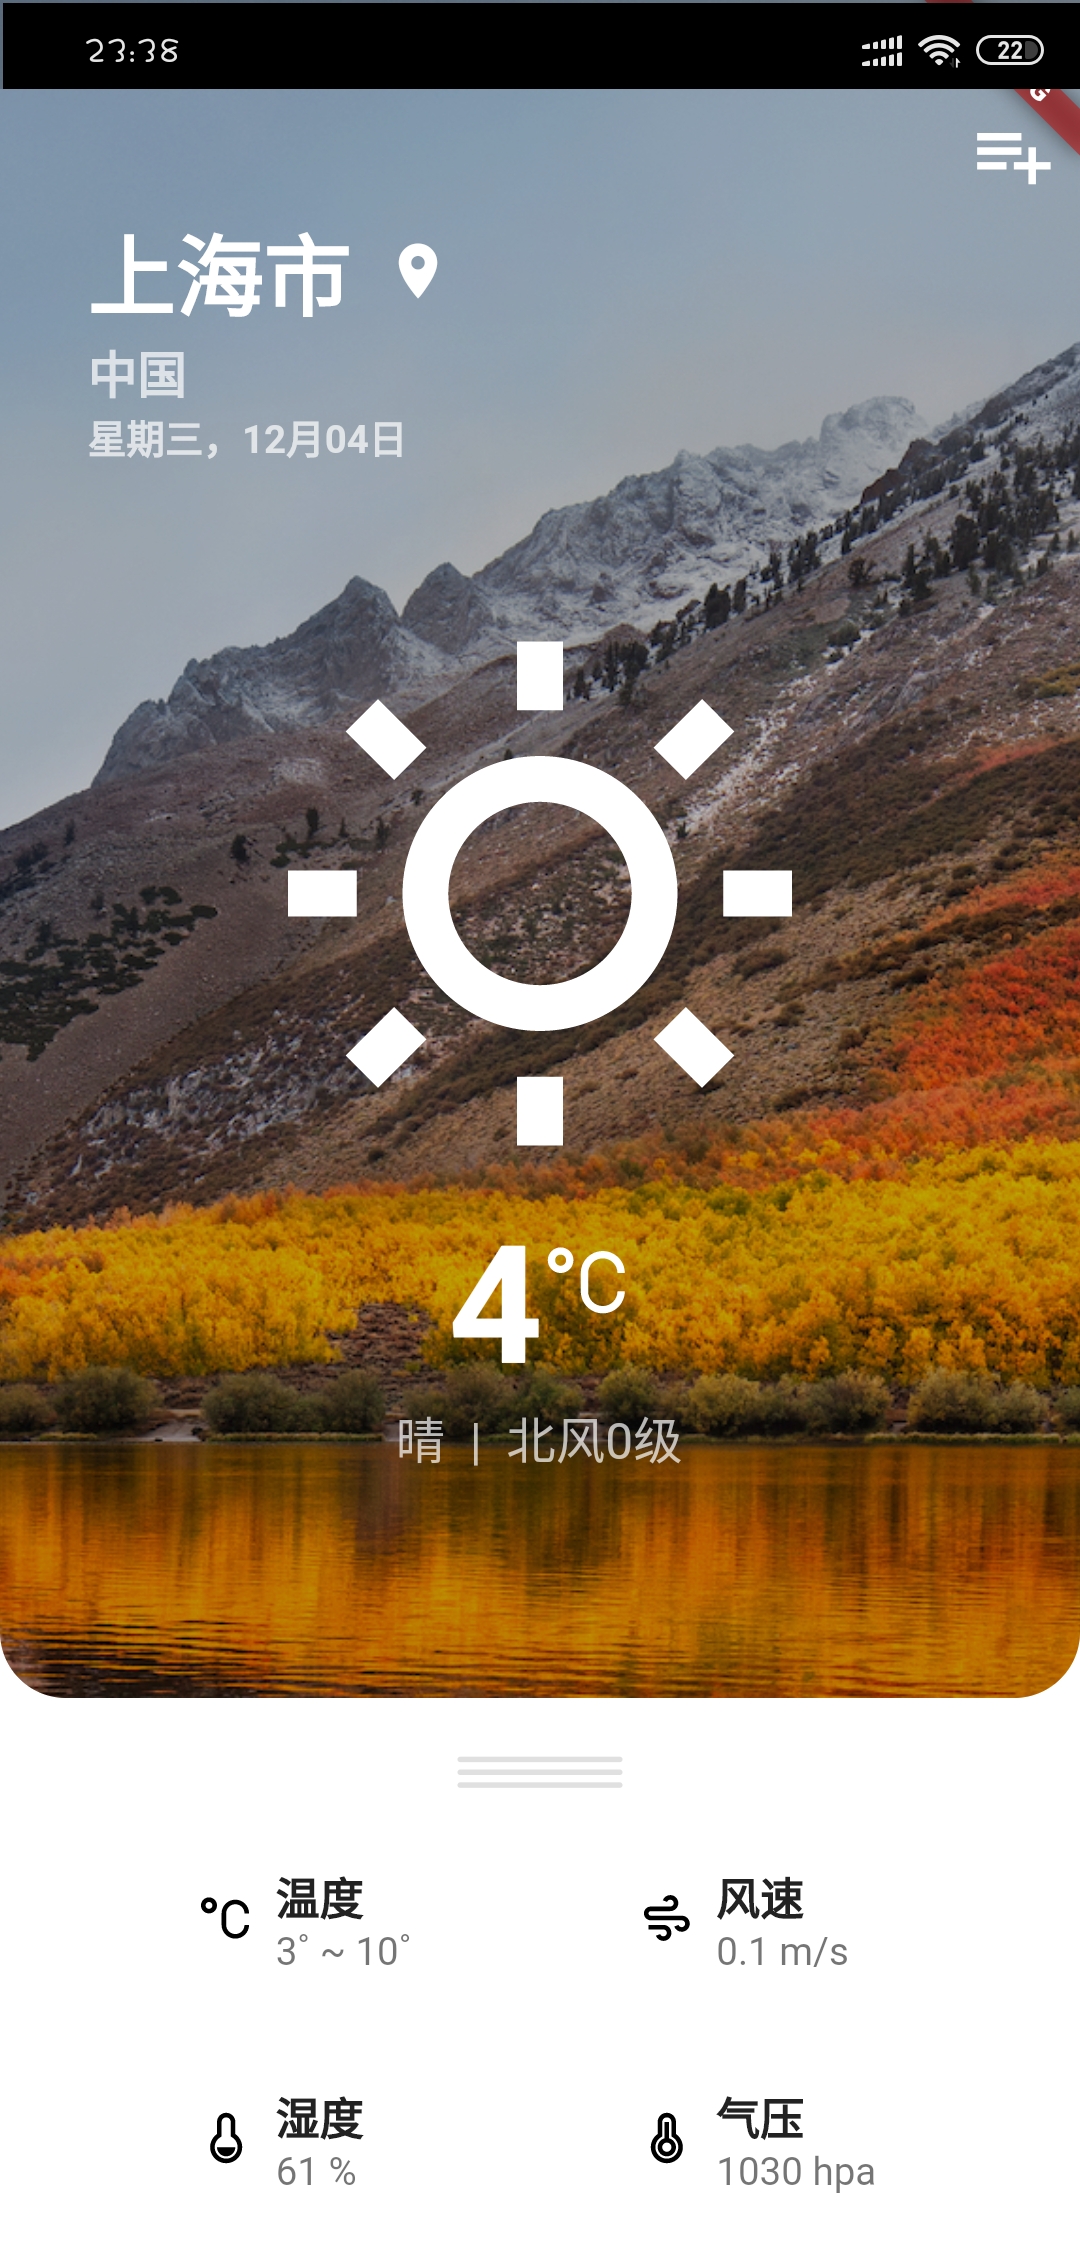 23:38
22
G
上海市
中国
星期三，12月04日
4°C
晴 | 北风0级
°C 温度
3° ~ 10°
风速
0.1 m/s
湿度
61 %
气压
1030 hpa